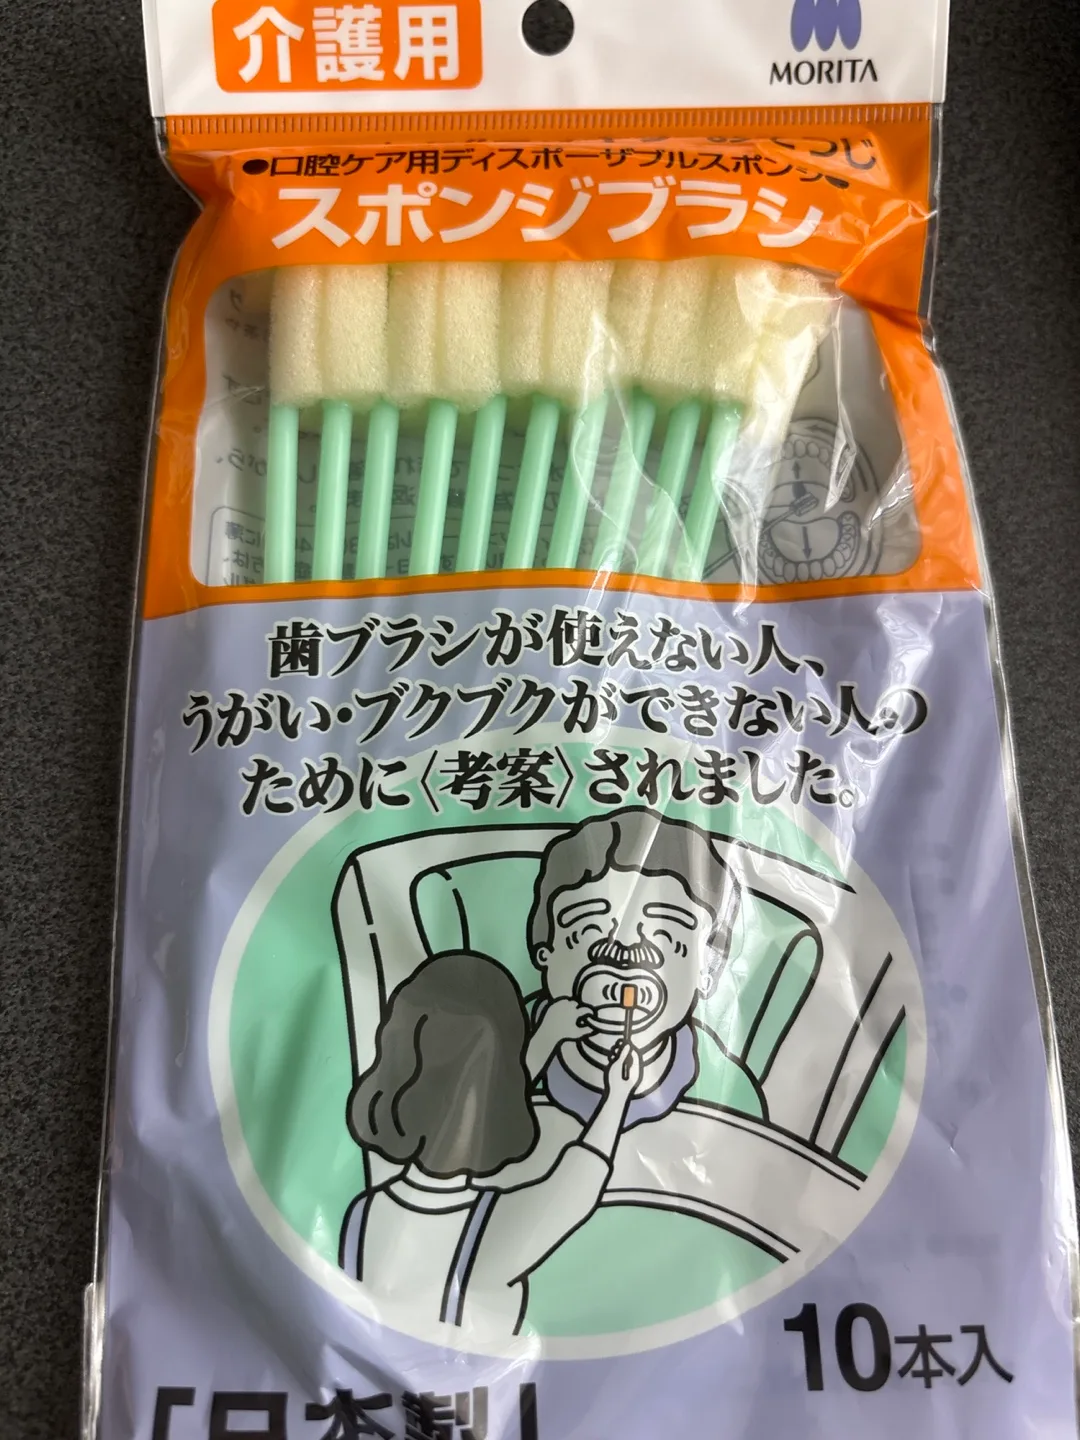 介護用
MORITA
●口腔ケア用ディスポーザブルスポンジ●
スポンジブラシ
歯ブラシが使えない人、
うがい・ブクブクができない人の
ために〈考案〉されました。
10本入
「日本製」